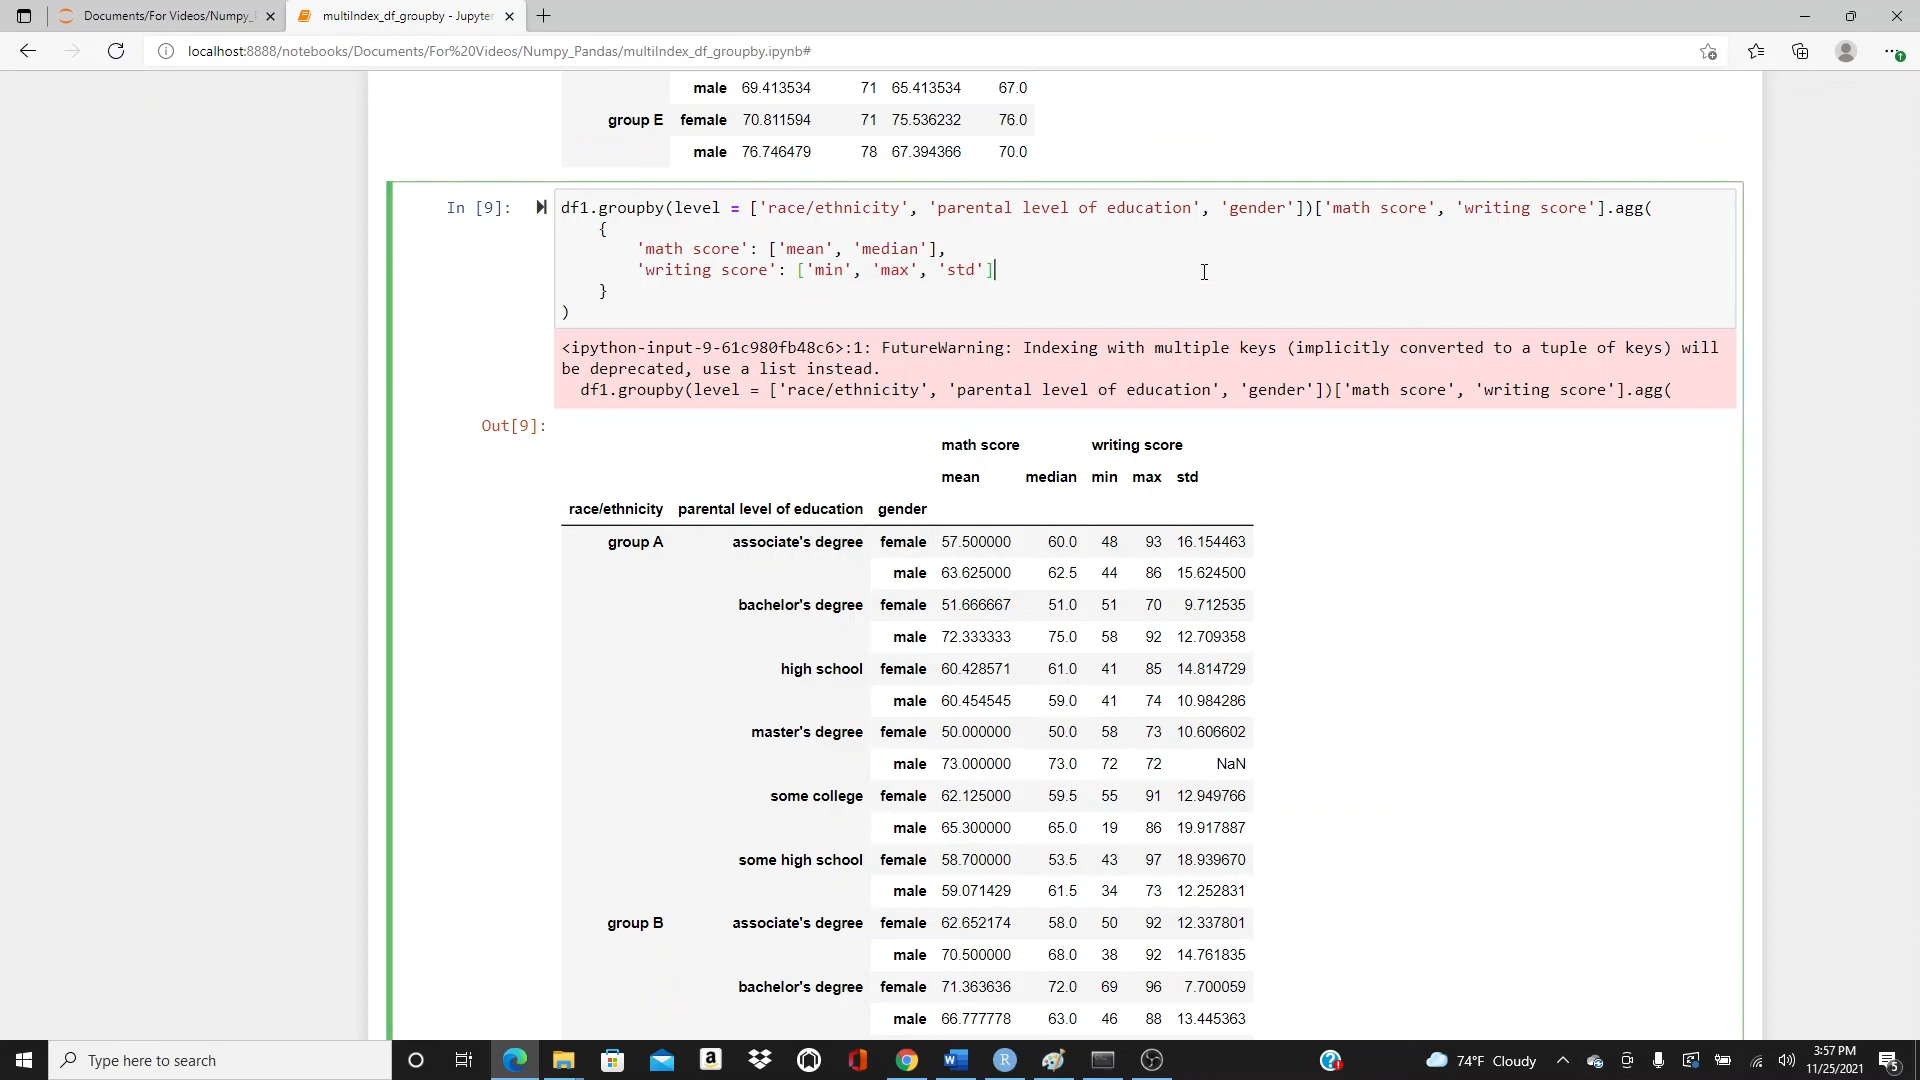 Documents/For Videos/Numpy_F
multiIndex_df_groupby - Jupyter
localhost:8888/notebooks/Documents/For%20Videos/Numpy_Pandas/multiIndex_df_groupby.ipynb#
male 69.413534 71 65.413534 67.0
group E female 70.811594 71 75.536232 76.0
male 76.746479 78 67.394366 70.0
In [9]:
df1.groupby(level = ['race/ethnicity', 'parental level of education', 'gender'])['math score', 'writing score'].agg(
{
'math score': ['mean', 'median'],
'writing score': ['min', 'max', 'std']
}
)
<ipython-input-9-61c980fb48c6>:1: FutureWarning: Indexing with multiple keys (implicitly converted to a tuple of keys) will
be deprecated, use a list instead.
df1.groupby(level = ['race/ethnicity', 'parental level of education', 'gender'])['math score', 'writing score'].agg(
Out[9]:
math score writing score
mean median min max std
race/ethnicity parental level of education gender
group A associate's degree female 57.500000 60.0 48 93 16.154463
male 63.625000 62.5 44 86 15.624500
bachelor's degree female 51.666667 51.0 51 70 9.712535
male 72.333333 75.0 58 92 12.709358
high school female 60.428571 61.0 41 85 14.814729
male 60.454545 59.0 41 74 10.984286
master's degree female 50.000000 50.0 58 73 10.606602
male 73.000000 73.0 72 72 NaN
some college female 62.125000 59.5 55 91 12.949766
male 65.300000 65.0 19 86 19.917887
some high school female 58.700000 53.5 43 97 18.939670
male 59.071429 61.5 34 73 12.252831
group B associate's degree female 62.652174 58.0 50 92 12.337801
male 70.500000 68.0 38 92 14.761835
bachelor's degree female 71.363636 72.0 69 96 7.700059
male 66.777778 63.0 46 88 13.445363
Type here to search
74°F Cloudy
3:57 PM
11/25/2021
5